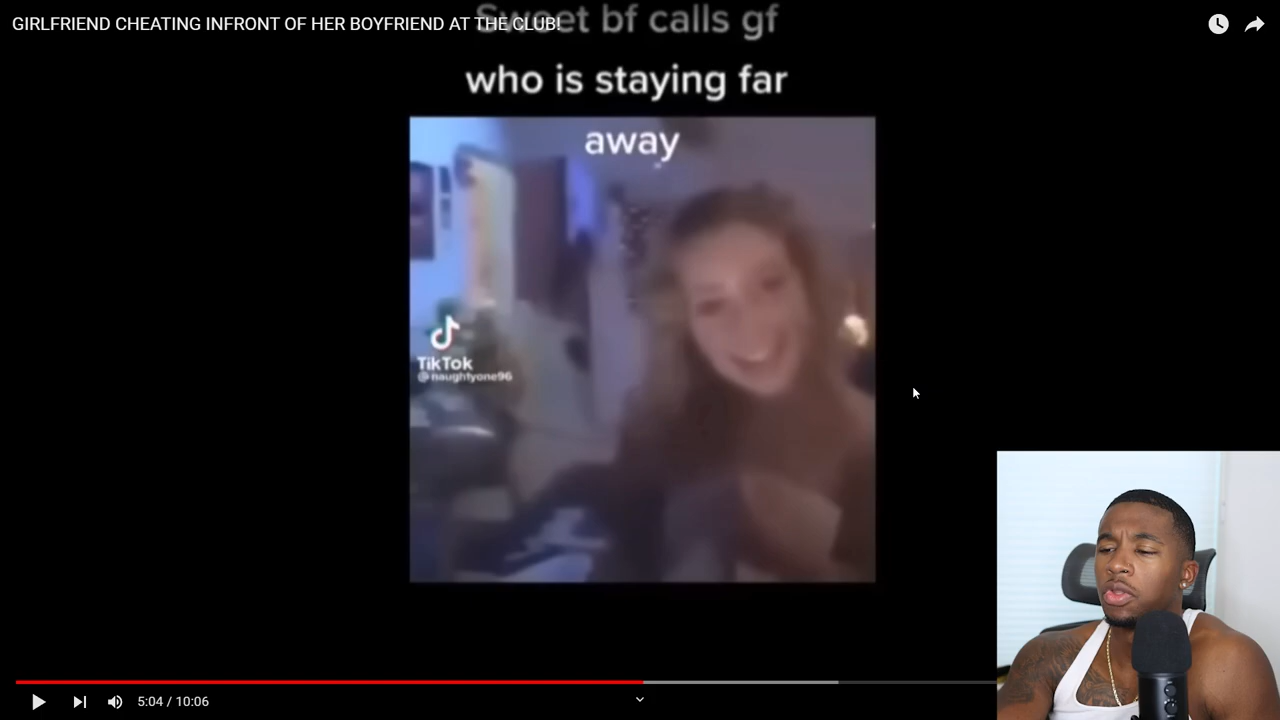 GIRLFRIEND CHEATING INFRONT OF HER BOYFRIEND AT THE CLUB!
Sweet bf calls gf
who is staying far
away
TikTok
@naughtyone96
5:04 / 10:06